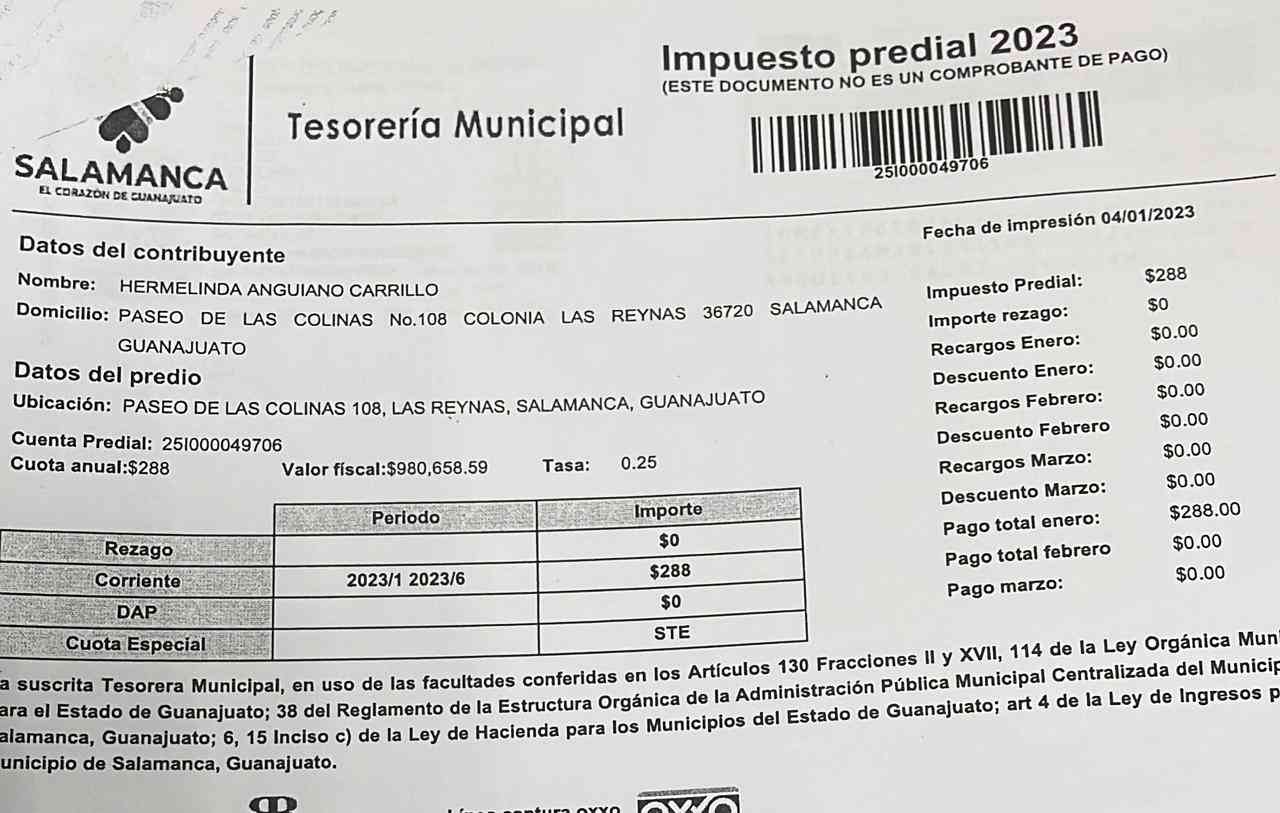 Impuesto predial 2023
(ESTE DOCUMENTO NO ES UN COMPROBANTE DE PAGO)
25I000049706
SALAMANCA
EL CORAZÓN DE GUANAJUATO
Tesorería Municipal
Fecha de impresión 04/01/2023
Datos del contribuyente
Nombre: HERMELINDA ANGUIANO CARRILLO
Domicilio: PASEO DE LAS COLINAS No.108 COLONIA LAS REYNAS 36720 SALAMANCA
GUANAJUATO
Datos del predio
Ubicación: PASEO DE LAS COLINAS 108, LAS REYNAS, SALAMANCA, GUANAJUATO
Cuenta Predial: 25I000049706
Cuota anual:$288 Valor físcal:$980,658.59 Tasa: 0.25
Impuesto Predial: $288
Importe rezago: $0
Recargos Enero: $0.00
Descuento Enero: $0.00
Recargos Febrero: $0.00
Descuento Febrero $0.00
Recargos Marzo: $0.00
Descuento Marzo: $0.00
Pago total enero: $288.00
Pago total febrero $0.00
Pago marzo: $0.00
Periodo Importe
Rezago $0
Corriente 2023/1 2023/6 $288
DAP $0
Cuota Especial STE
a suscrita Tesorera Municipal, en uso de las facultades conferidas en los Artículos 130 Fracciones II y XVII, 114 de la Ley Orgánica Muni
ara el Estado de Guanajuato; 38 del Reglamento de la Estructura Orgánica de la Administración Pública Municipal Centralizada del Municip
alamanca, Guanajuato; 6, 15 Inciso c) de la Ley de Hacienda para los Municipios del Estado de Guanajuato; art 4 de la Ley de Ingresos p
unicipio de Salamanca, Guanajuato.
Línea captura oxxo OXXO